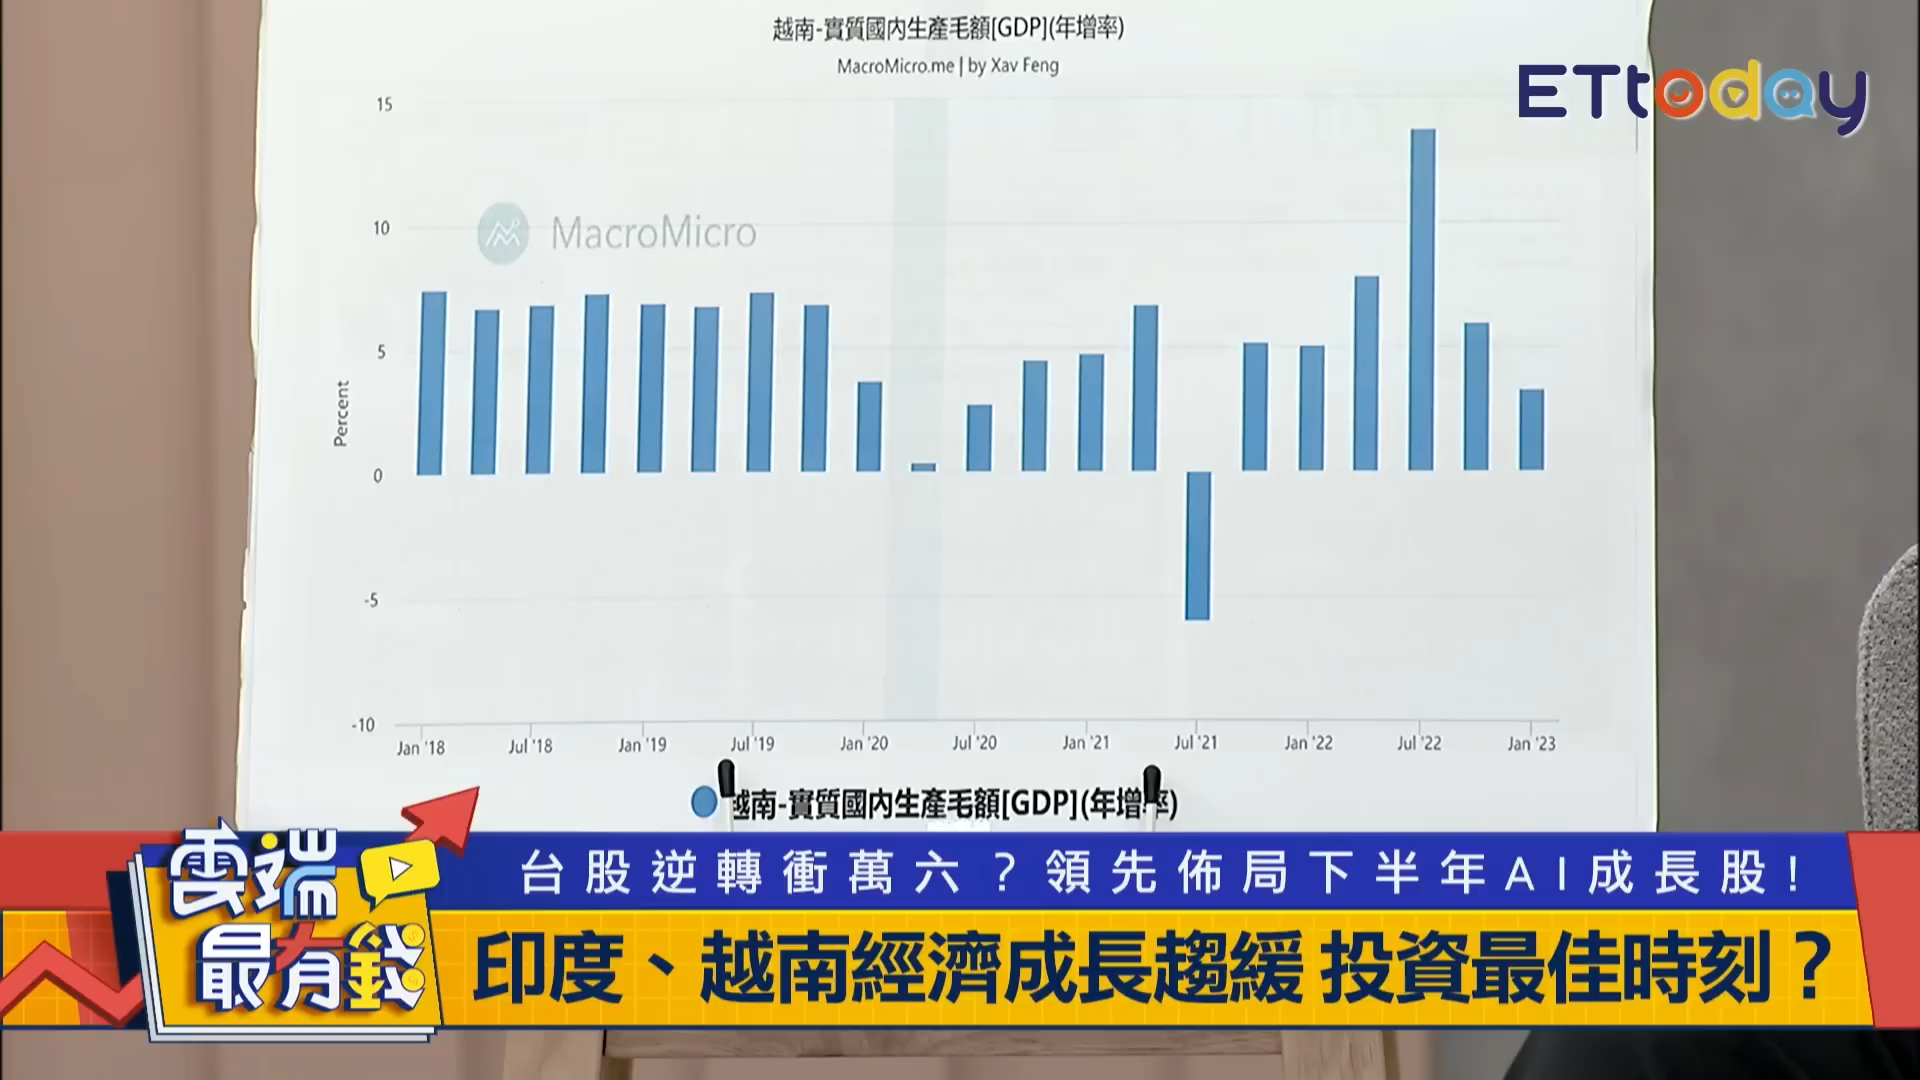 越南-實質國內生產毛額[GDP](年增率)
MacroMicro.me | by Xav Feng
ETtoday
15
MacroMicro
10
5
Percent
0
-5
-10
Jan '18 Jul '18 Jan '19 Jul '19 Jan '20 Jul '20 Jan '21 Jul '21 Jan '22 Jul '22 Jan '23
越南-實質國內生產毛額[GDP](年增率)
台股逆轉衝萬六？領先佈局下半年AI成長股！
雲端
最有錢
印度、越南經濟成長趨緩 投資最佳時刻？